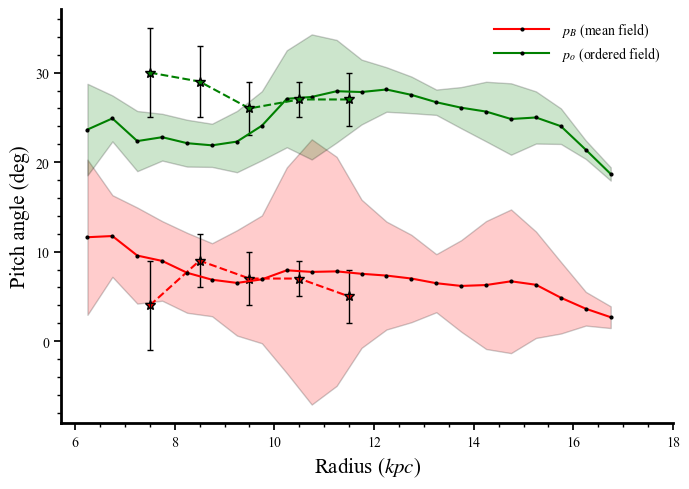 p_B (mean field)
p_o (ordered field)
Pitch angle (deg)
30
20
10
0
6 8 10 12 14 16 18
Radius (kpc)